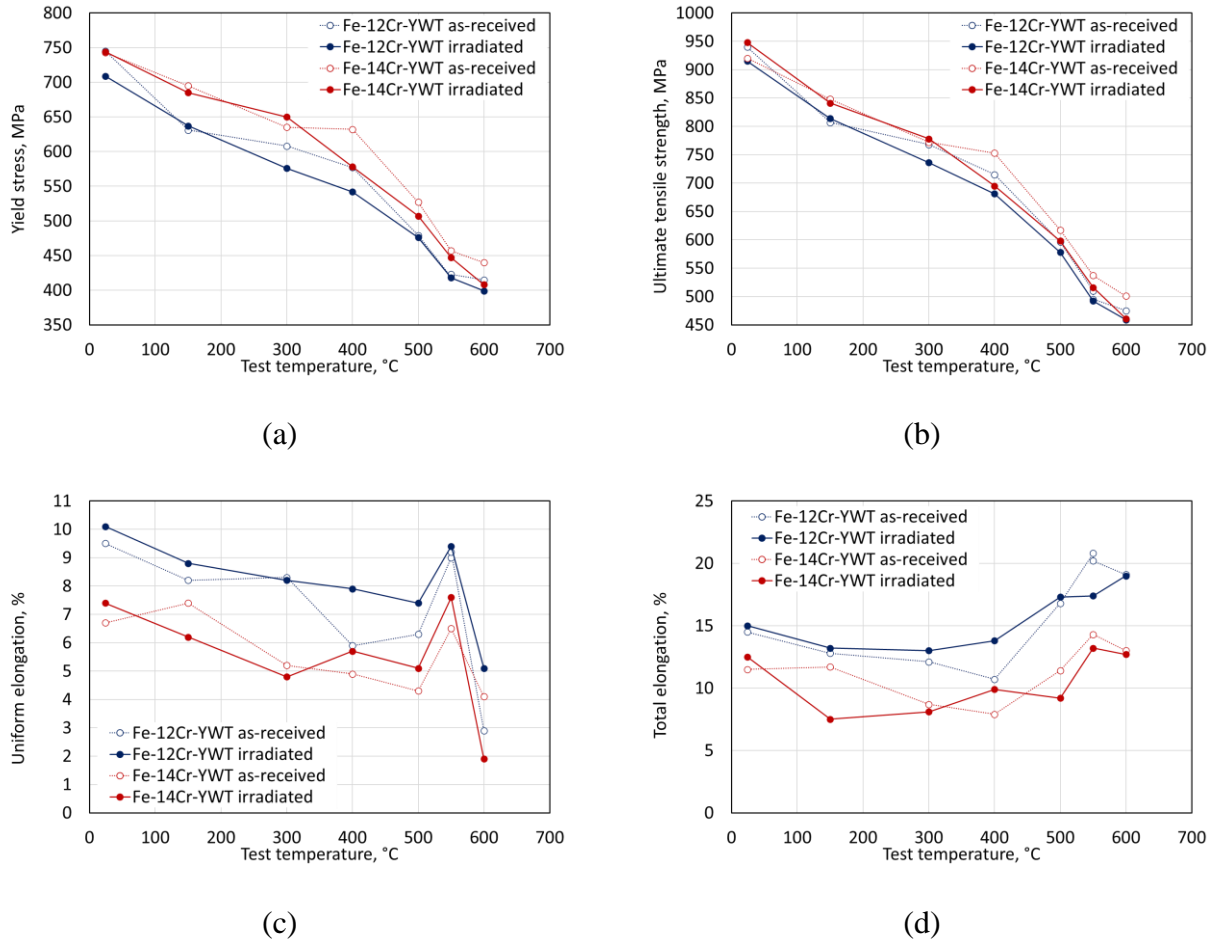 800
750
700
650
600
550
500
450
400
350
0 100 200 300 400 500 600 700
Yield stress, MPa
Test temperature, °C
Fe-12Cr-YWT as-received
Fe-12Cr-YWT irradiated
Fe-14Cr-YWT as-received
Fe-14Cr-YWT irradiated
(a)
1000
950
900
850
800
750
700
650
600
550
500
450
0 100 200 300 400 500 600 700
Ultimate tensile strength, MPa
Test temperature, °C
Fe-12Cr-YWT as-received
Fe-12Cr-YWT irradiated
Fe-14Cr-YWT as-received
Fe-14Cr-YWT irradiated
(b)
11
10
9
8
7
6
5
4
3
2
1
0
0 100 200 300 400 500 600 700
Uniform elongation, %
Test temperature, °C
Fe-12Cr-YWT as-received
Fe-12Cr-YWT irradiated
Fe-14Cr-YWT as-received
Fe-14Cr-YWT irradiated
(c)
25
20
15
10
5
0
0 100 200 300 400 500 600 700
Total elongation, %
Test temperature, °C
Fe-12Cr-YWT as-received
Fe-12Cr-YWT irradiated
Fe-14Cr-YWT as-received
Fe-14Cr-YWT irradiated
(d)